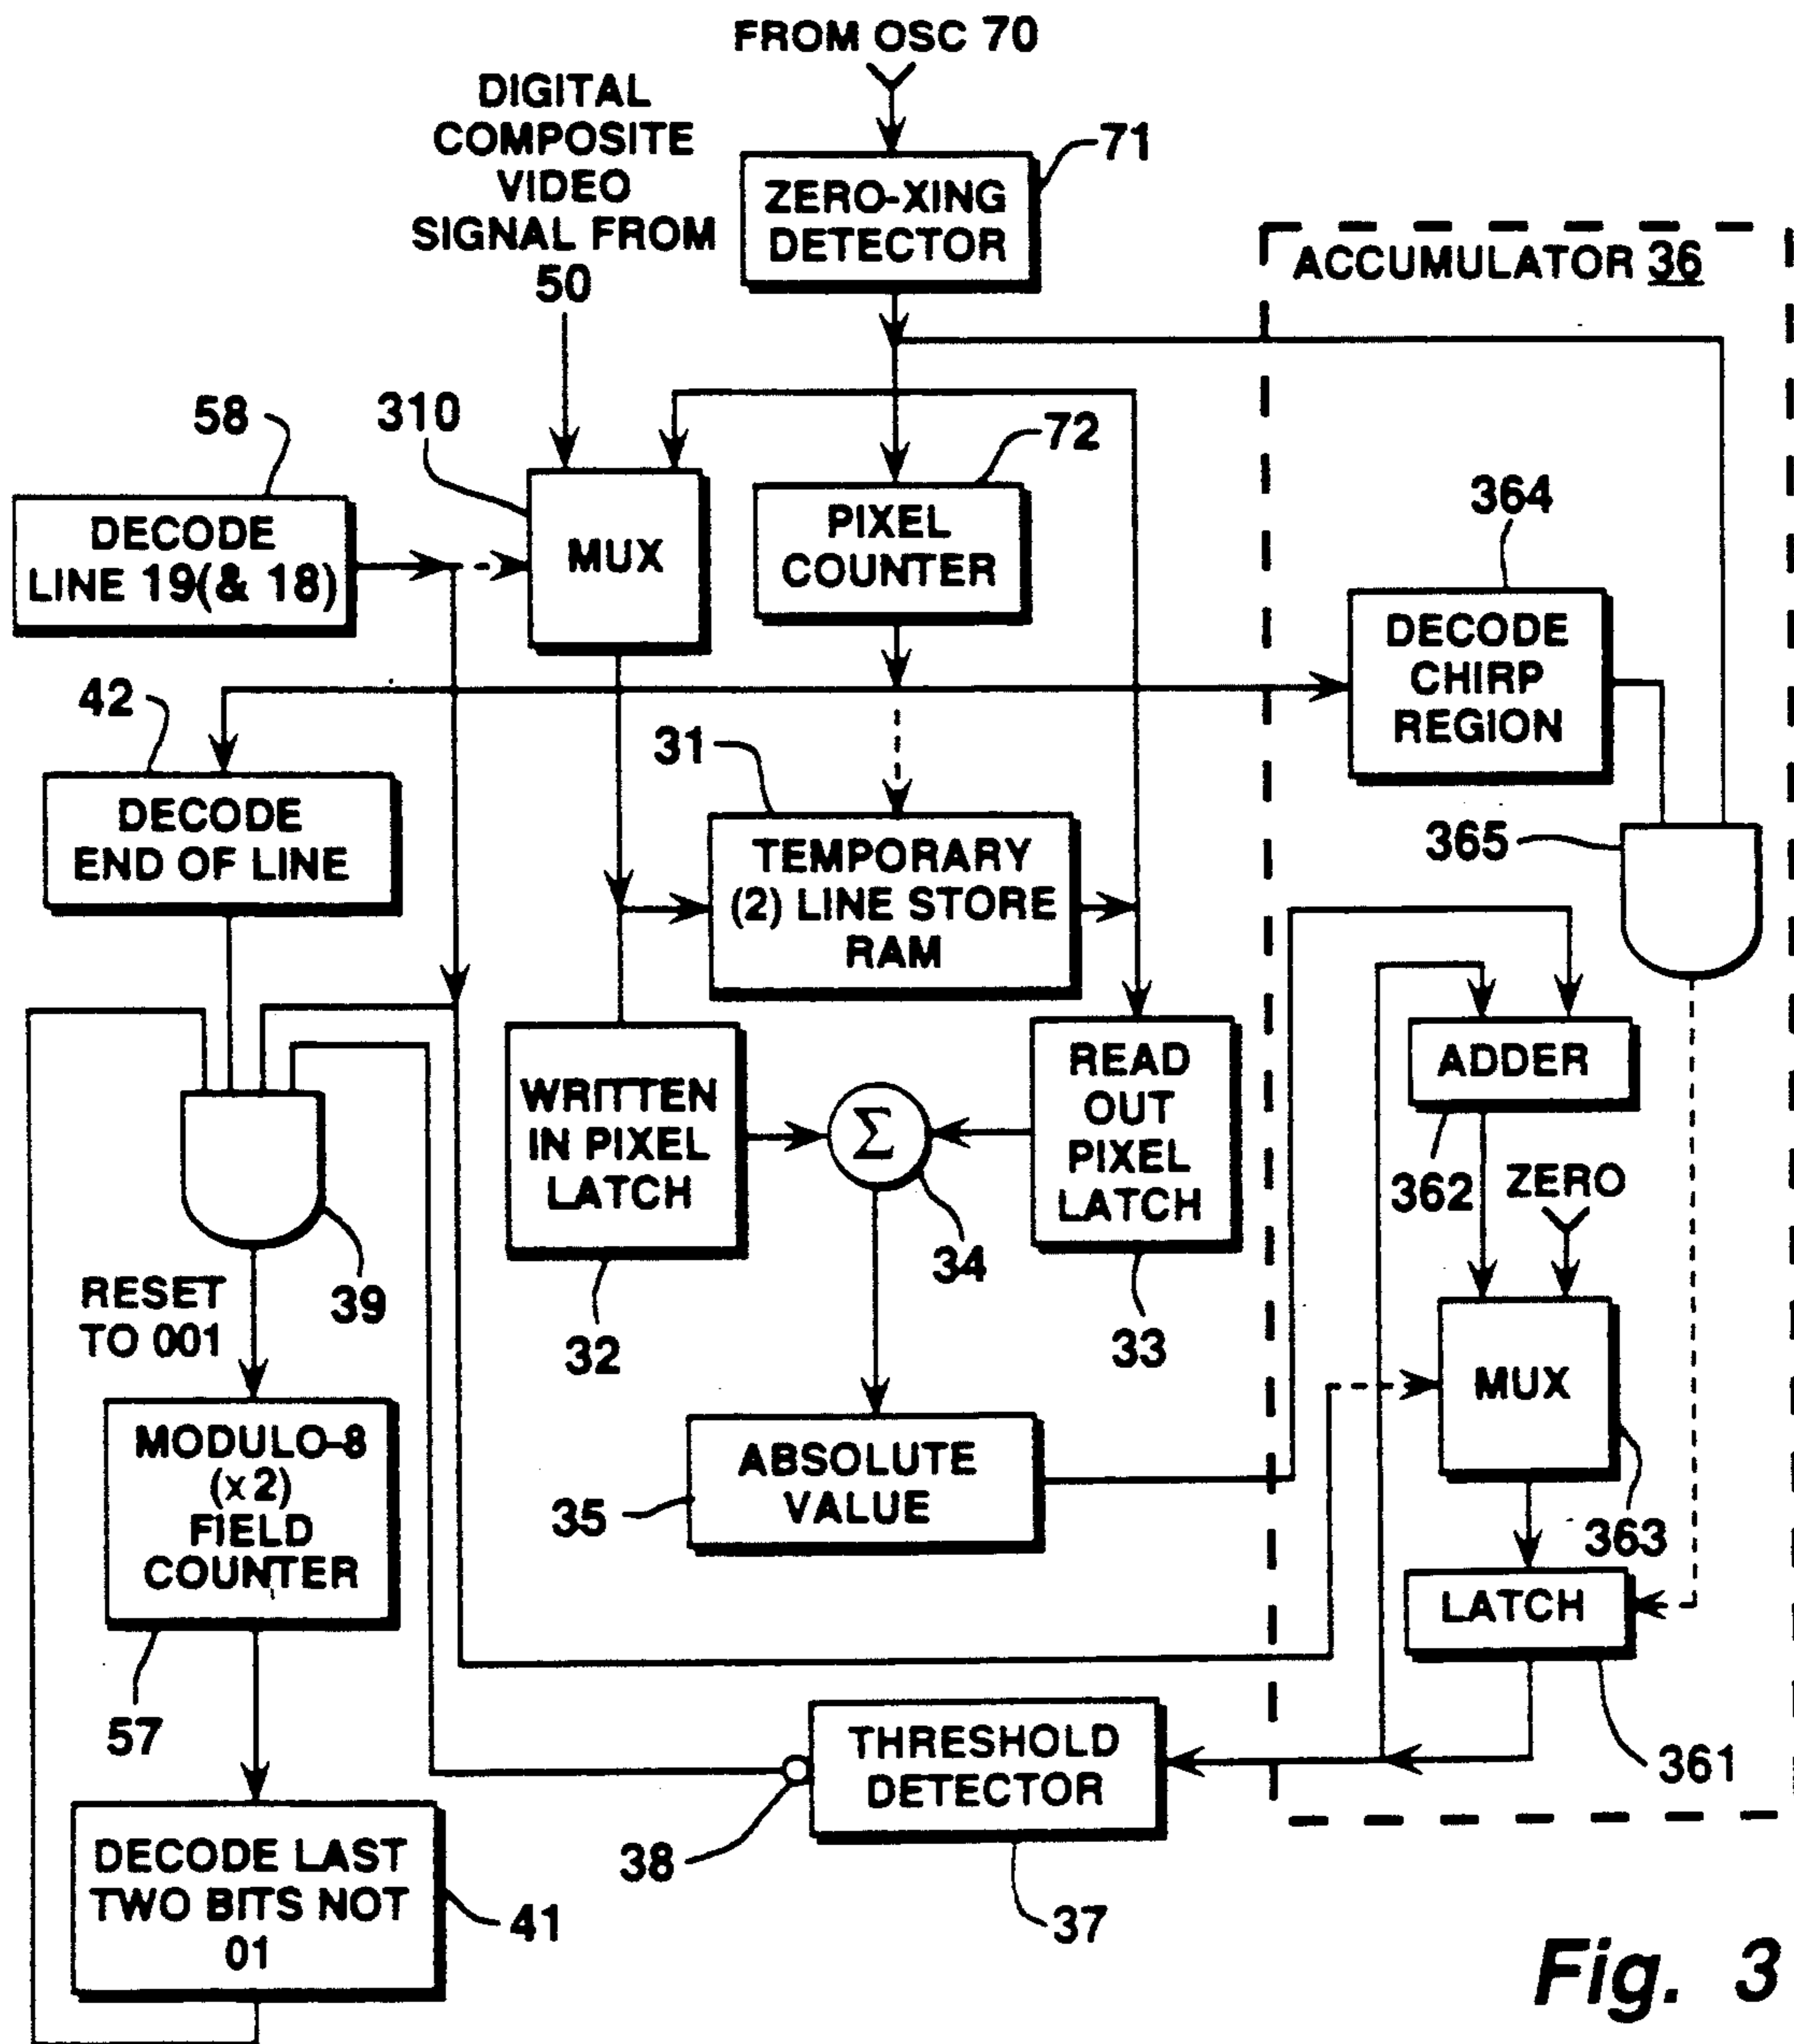 FROM OSC 70
DIGITAL
COMPOSITE
VIDEO
SIGNAL FROM
50
ZERO-XING
DETECTOR
71
ACCUMULATOR 36
58
310
72
364
DECODE
LINE 19(& 18)
MUX
PIXEL
COUNTER
DECODE
CHIRP
REGION
42
31
365
DECODE
END OF LINE
TEMPORARY
(2) LINE STORE
RAM
ADDER
362
ZERO
WRITTEN
IN PIXEL
LATCH
Σ
READ
OUT
PIXEL
LATCH
34
32
33
39
RESET
TO 001
MUX
363
MODULO-8
(x2)
FIELD
COUNTER
ABSOLUTE
VALUE
35
LATCH
361
57
THRESHOLD
DETECTOR
38
37
DECODE LAST
TWO BITS NOT
01
41
Fig. 3